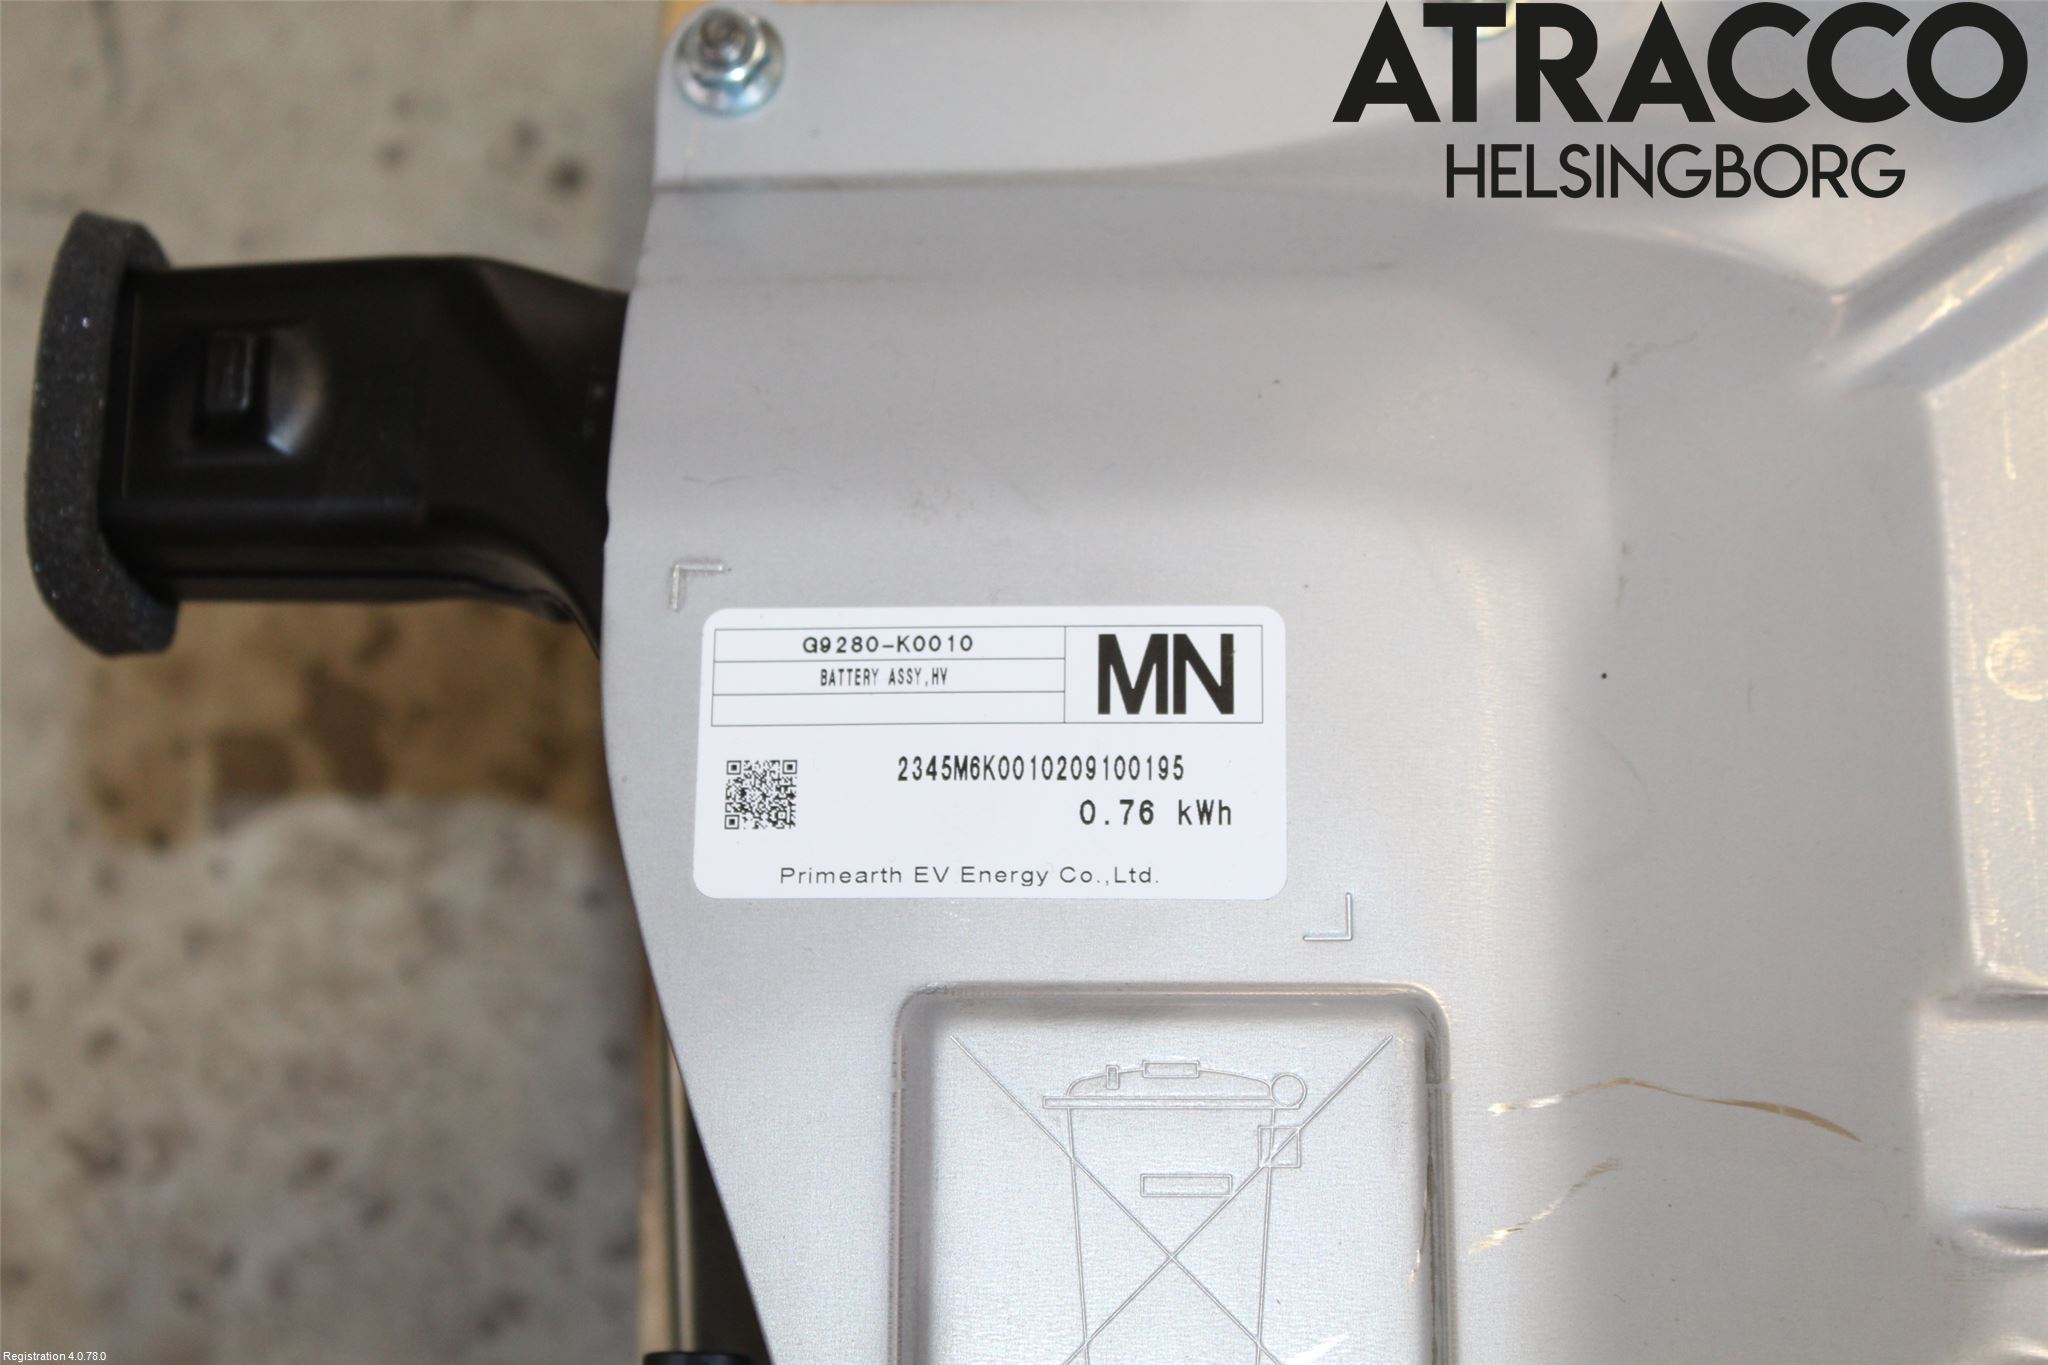 ATRACCO
HELSINGBORG
G9280-K0010
BATTERY ASSY,HV
MN
2345M6K0010209100195
0.76 kWh
Primearth EV Energy Co.,Ltd.
Registration 4.0.78.0